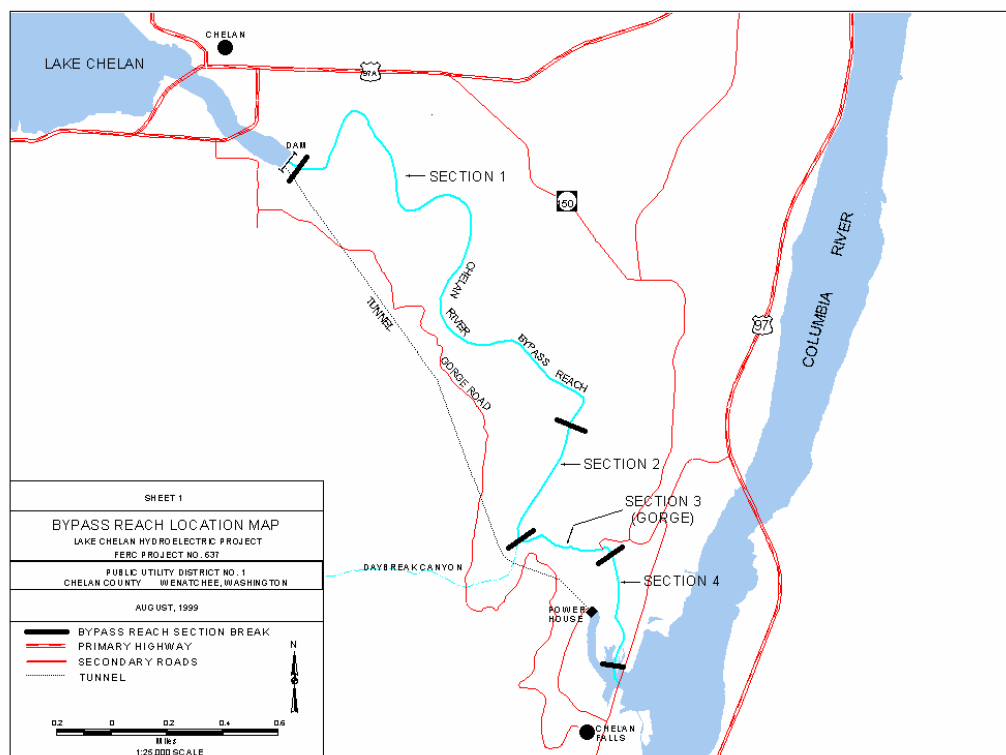 CHELAN
LAKE CHELAN
97A
DAM
SECTION 1
150
COLUMBIA RIVER
97
TUNNEL
GORGE ROAD
CHELAN RIVER BYPASS REACH
SECTION 2
SECTION 3
(GORGE)
SECTION 4
DAYBREAK CANYON
POWER
HOUSE
CHELAN
FALLS
SHEET 1
BYPASS REACH LOCATION MAP
LAKE CHELAN HYDROELECTRIC PROJECT
FERC PROJECT NO. 637
PUBLIC UTILITY DISTRICT NO. 1
CHELAN COUNTY WENATCHEE, WASHINGTON
AUGUST, 1999
BYPASS REACH SECTION BREAK
PRIMARY HIGHWAY
SECONDARY ROADS
TUNNEL
N
0.2 0 0.2 0.4 0.6
Miles
1:25,000 SCALE